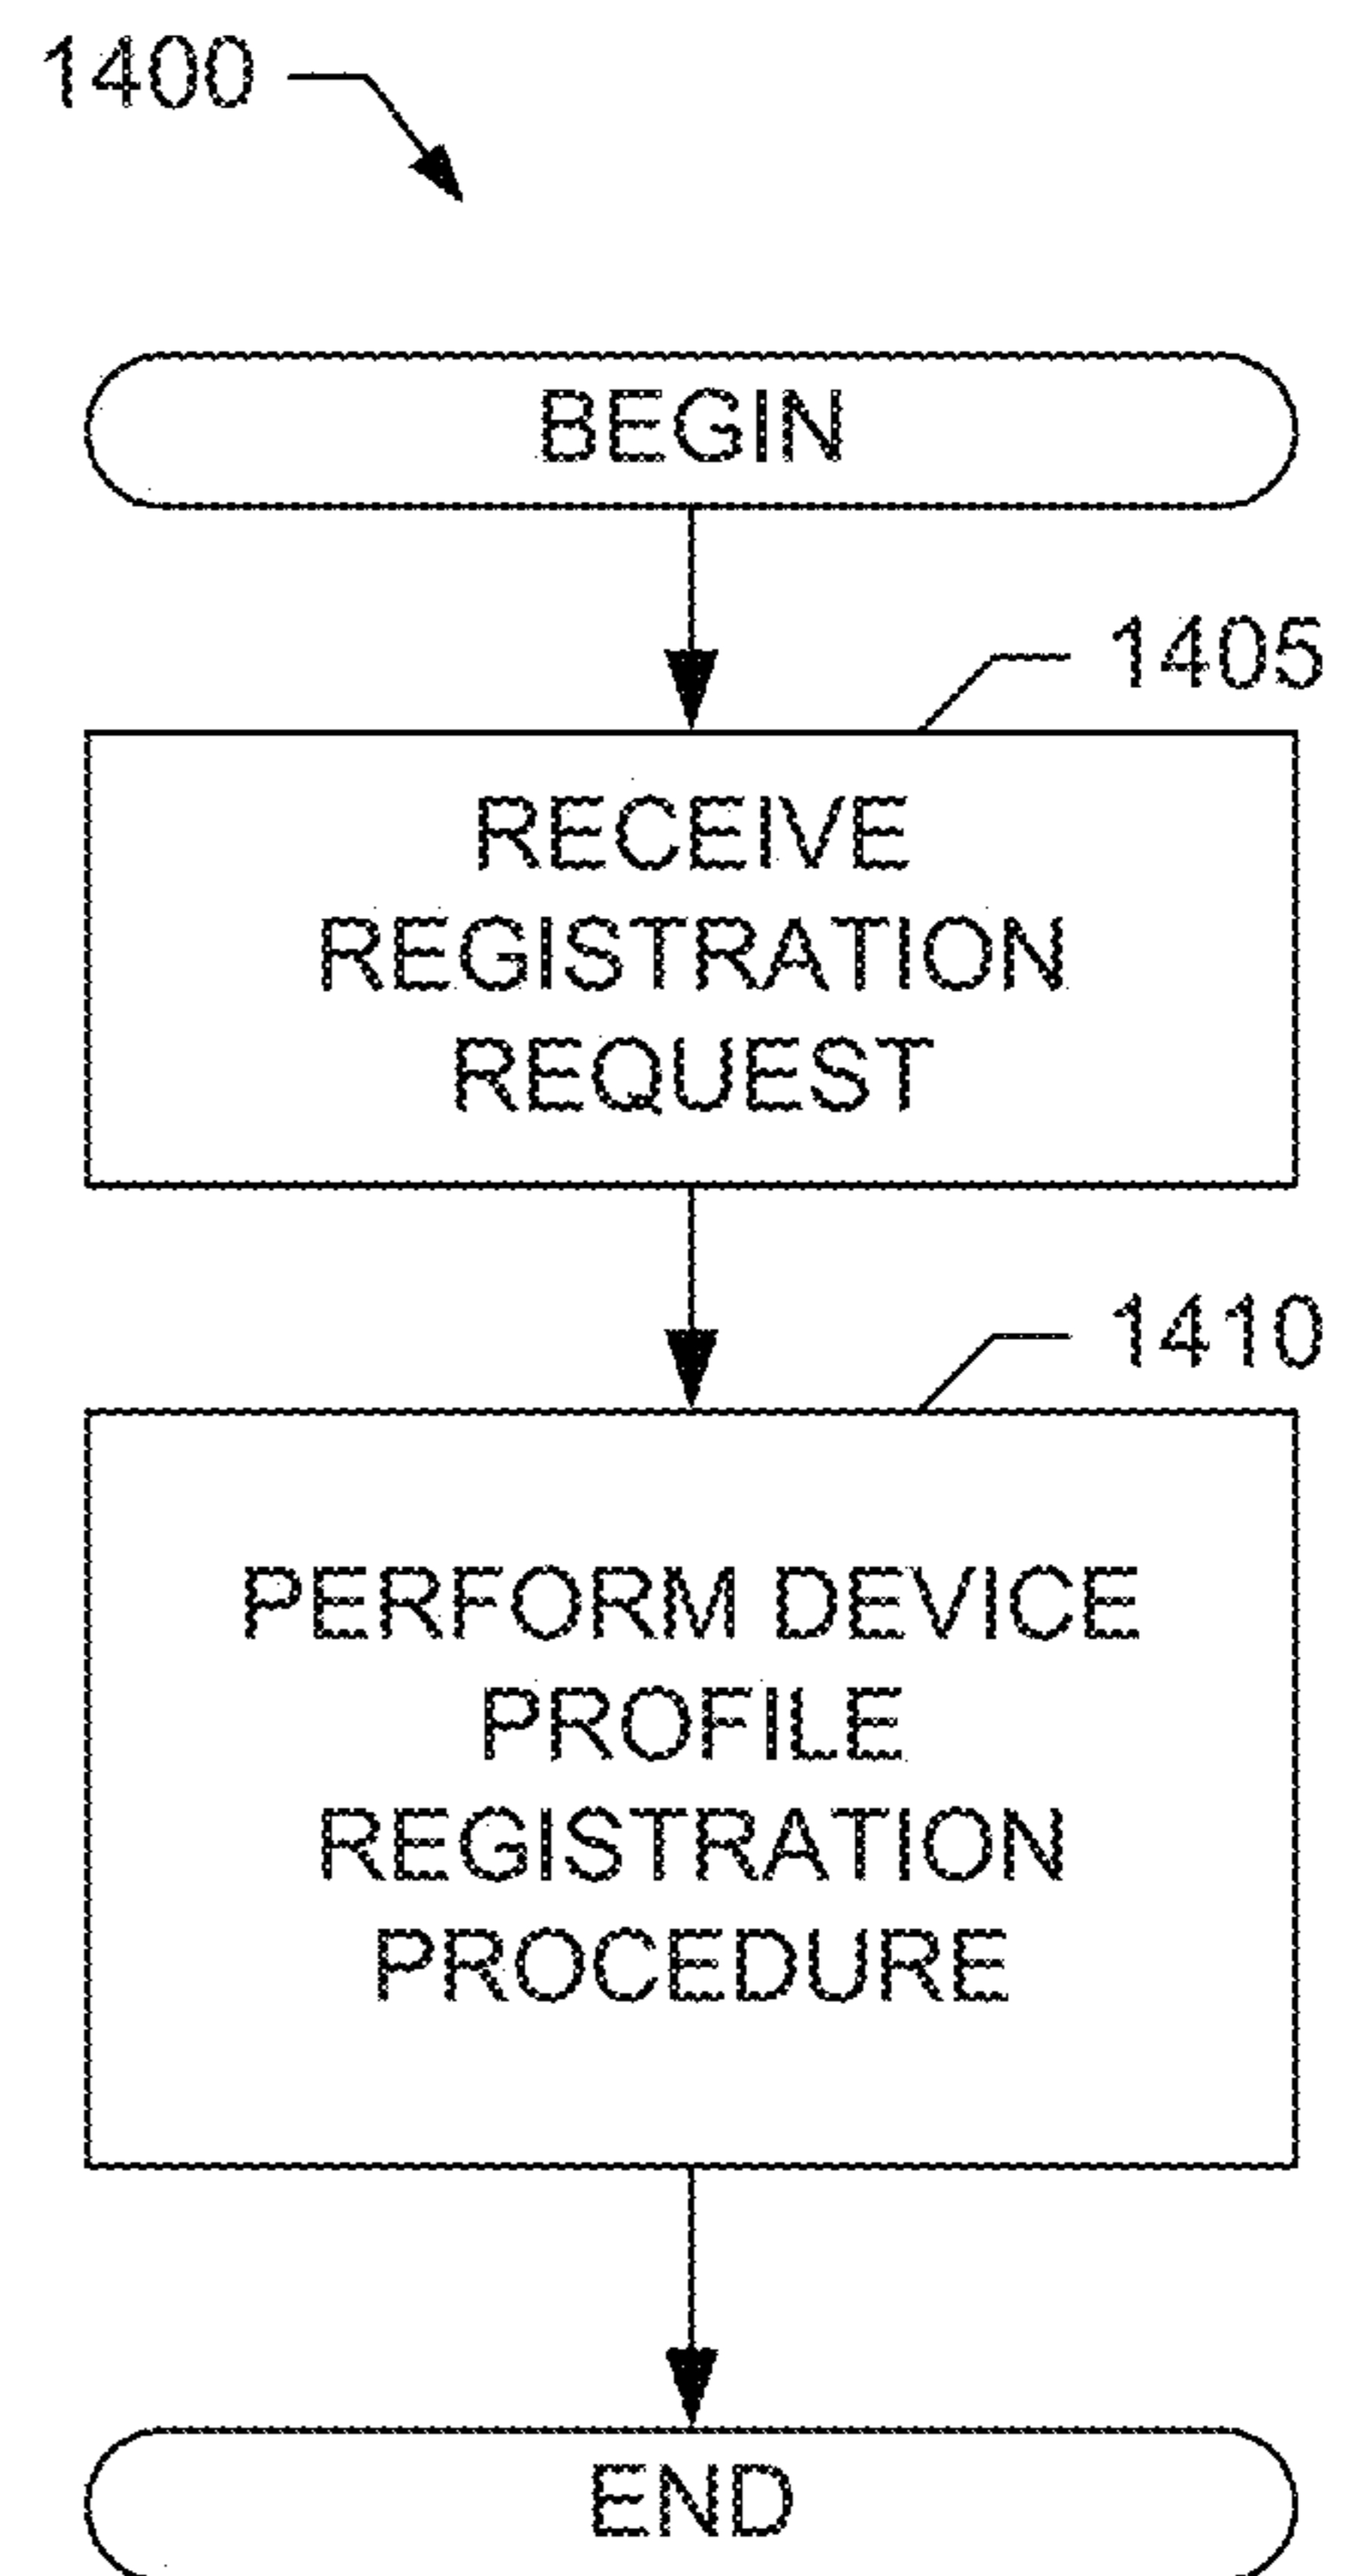 1400
BEGIN
1405
RECEIVE
REGISTRATION
REQUEST
1410
PERFORM DEVICE
PROFILE
REGISTRATION
PROCEDURE
END